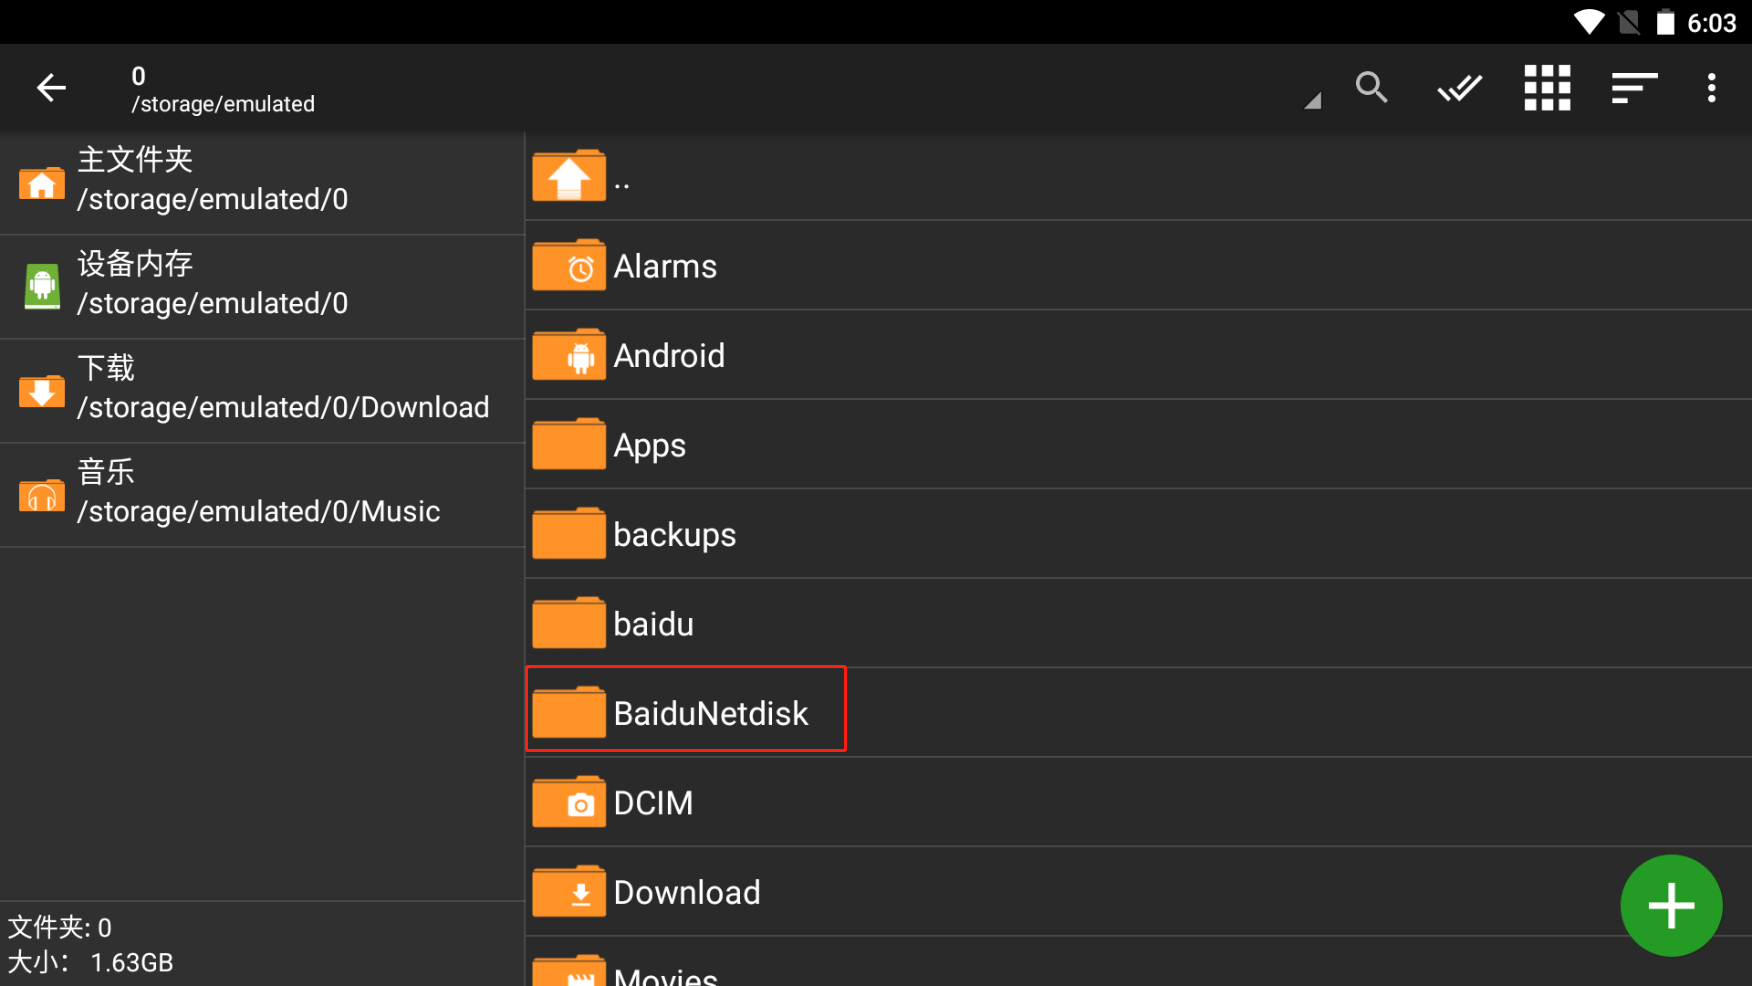 6:03
0
/storage/emulated
主文件夹
/storage/emulated/0
设备内存
/storage/emulated/0
下载
/storage/emulated/0/Download
音乐
/storage/emulated/0/Music
文件夹: 0
大小： 1.63GB
..
Alarms
Android
Apps
backups
baidu
BaiduNetdisk
DCIM
Download
Movies